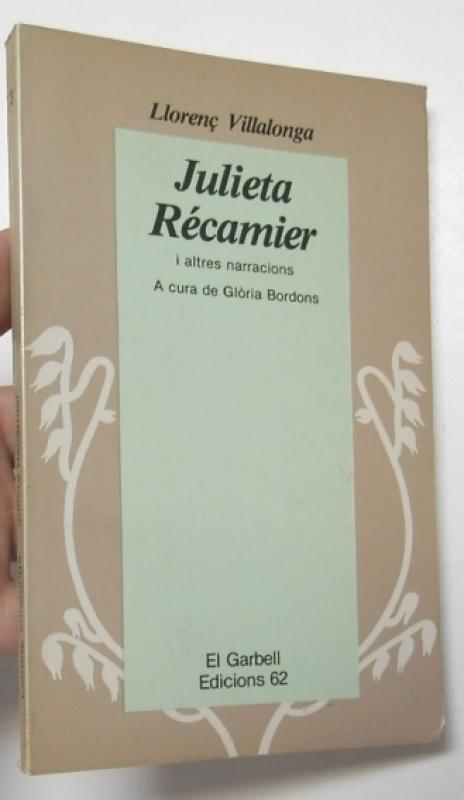 Llorenç Villalonga
Julieta
Récamier
i altres narracions
A cura de Glòria Bordons
El Garbell
Edicions 62